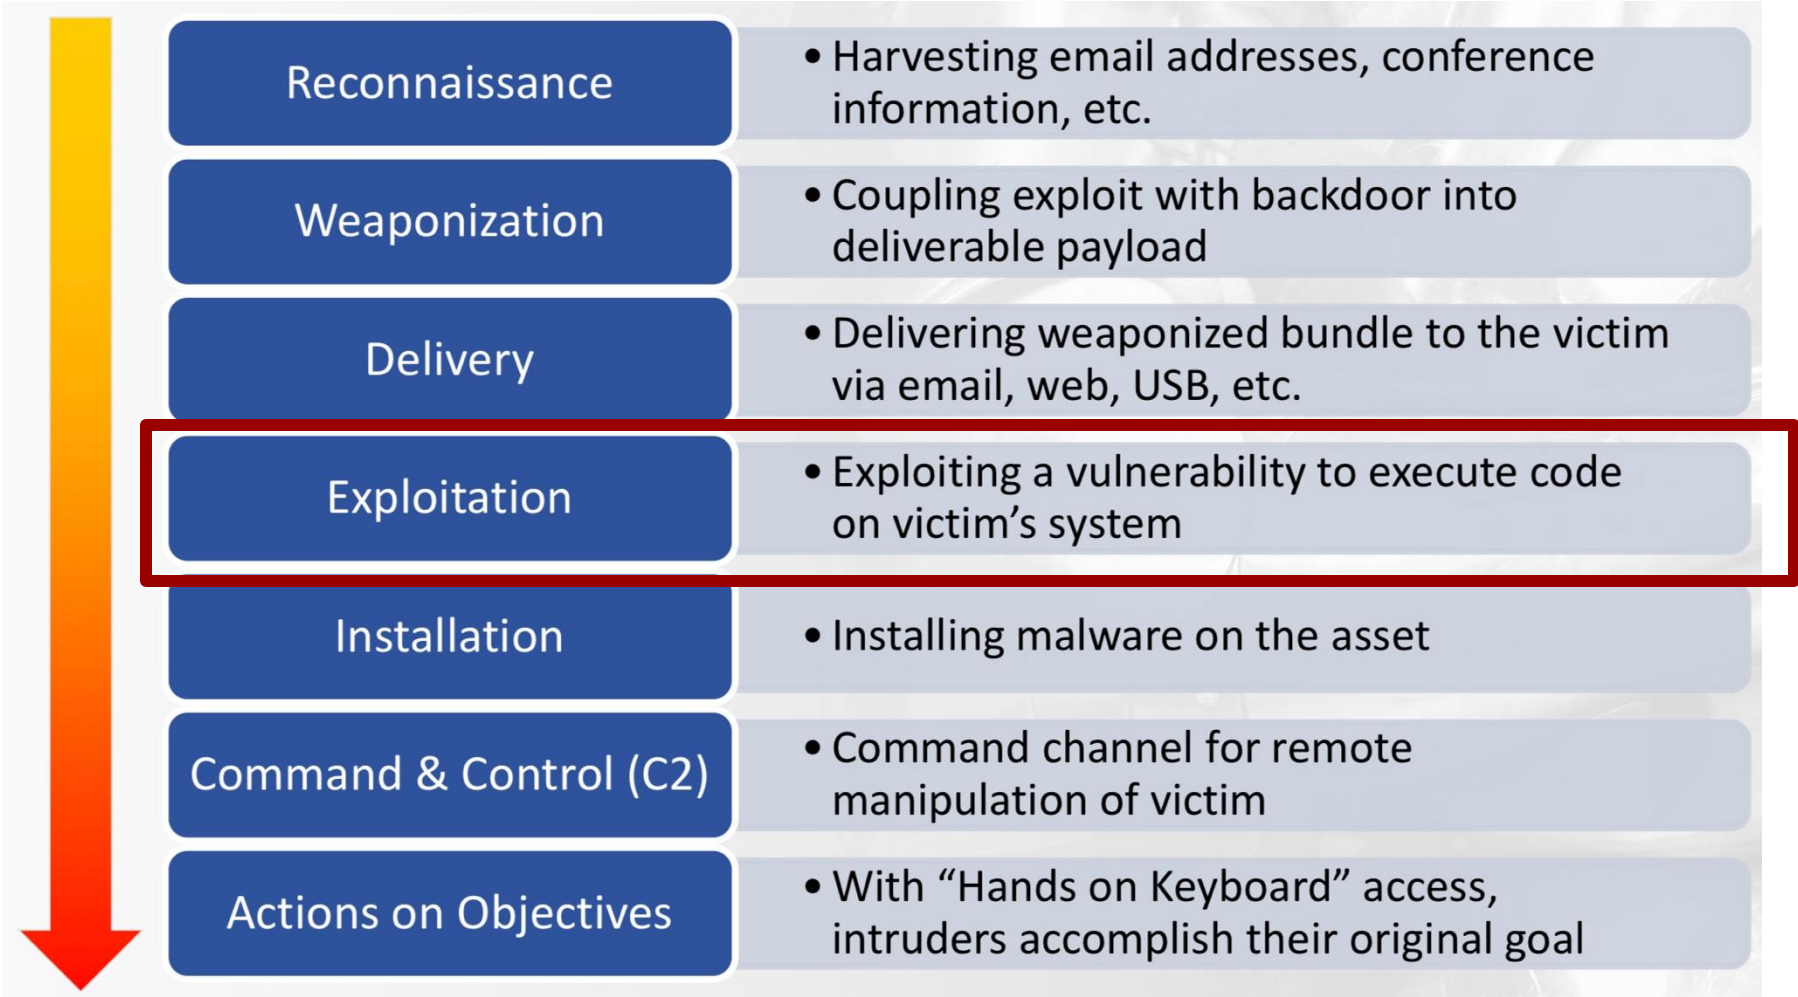 Reconnaissance
• Harvesting email addresses, conference
information, etc.
Weaponization
• Coupling exploit with backdoor into
deliverable payload
Delivery
• Delivering weaponized bundle to the victim
via email, web, USB, etc.
Exploitation
• Exploiting a vulnerability to execute code
on victim’s system
Installation
• Installing malware on the asset
Command & Control (C2)
• Command channel for remote
manipulation of victim
Actions on Objectives
• With “Hands on Keyboard” access,
intruders accomplish their original goal